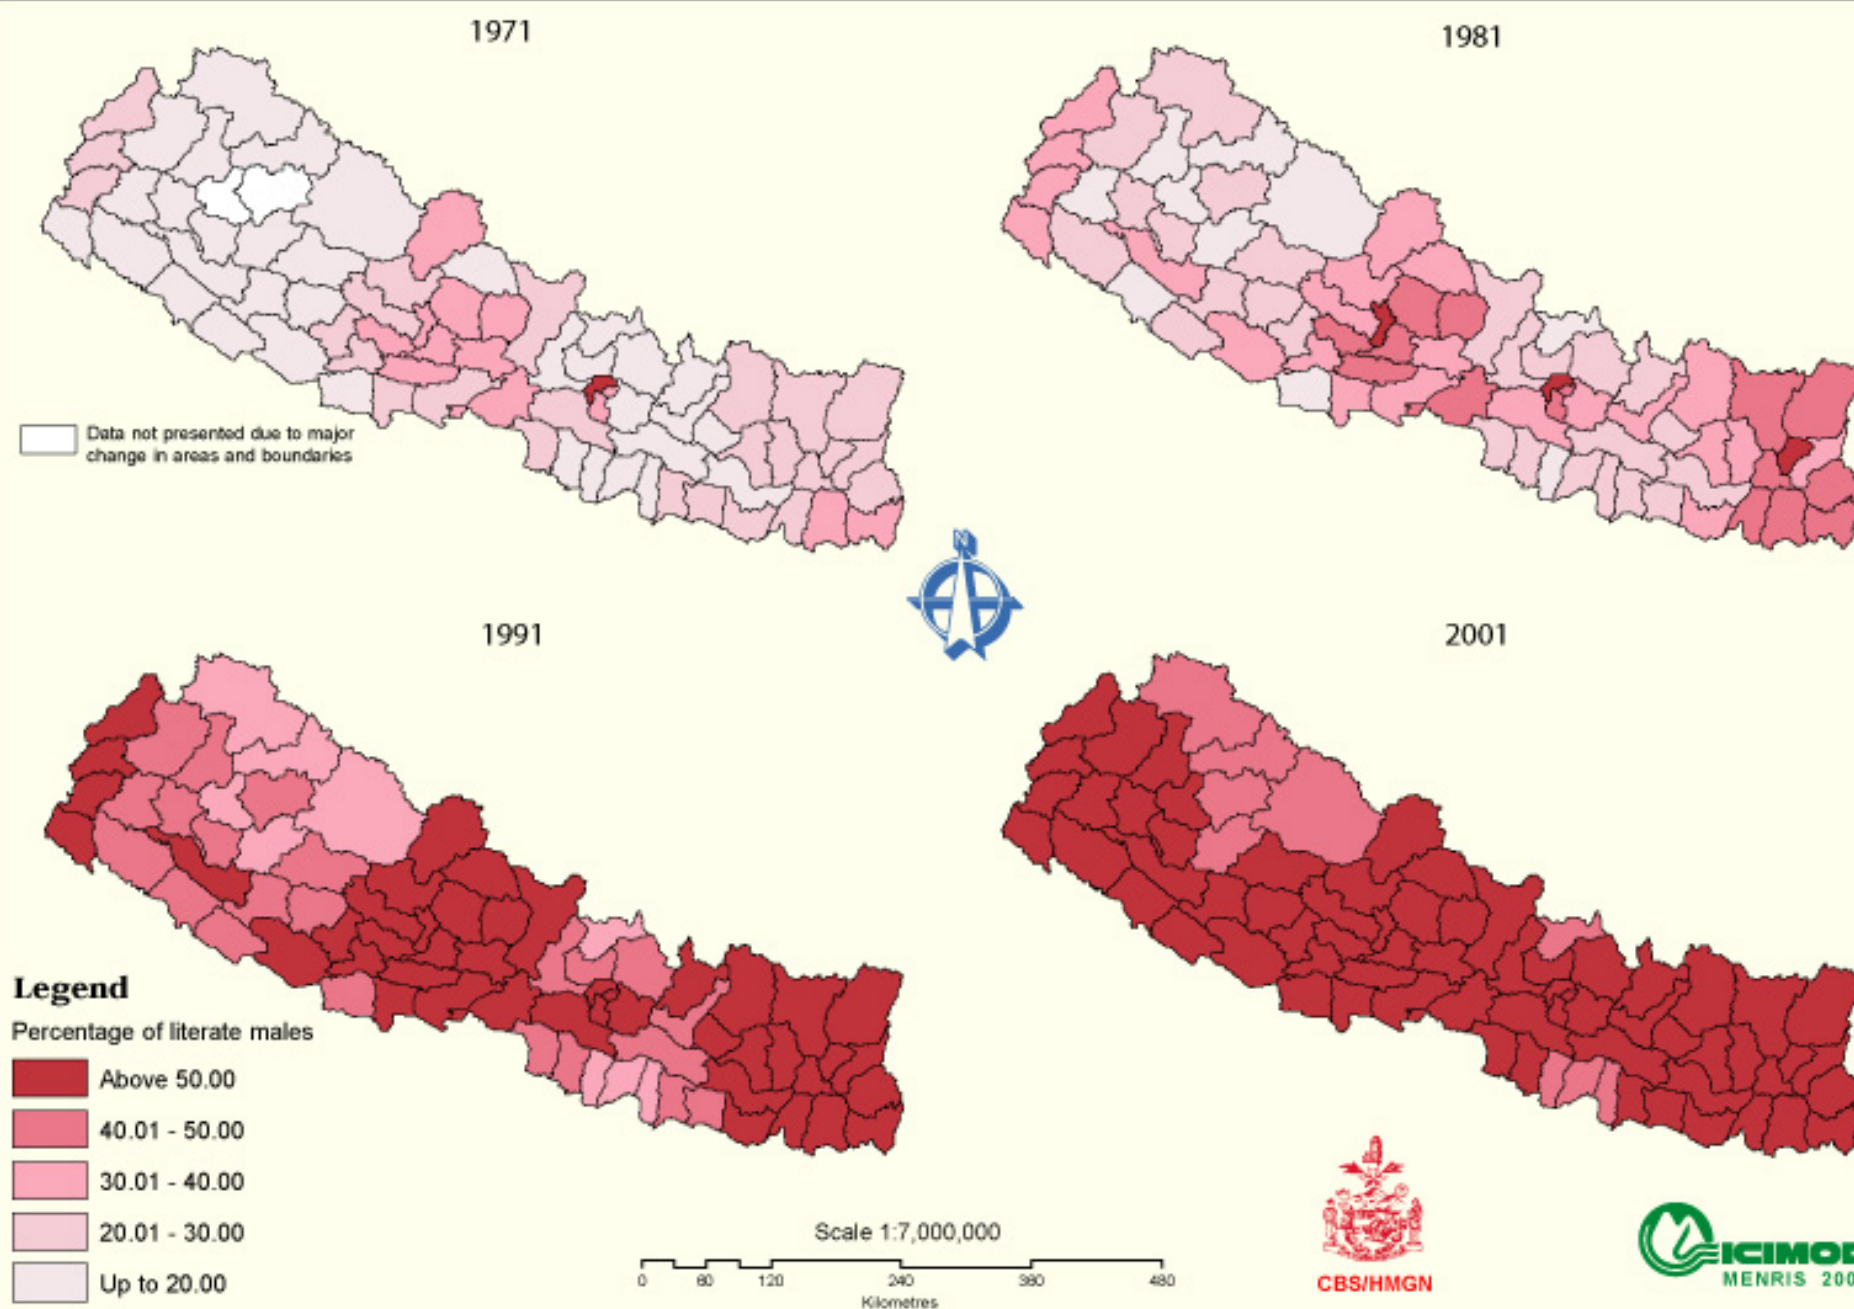 1971
1981
Data not presented due to major
change in areas and boundaries
N
1991
2001
Legend
Percentage of literate males
Above 50.00
40.01 - 50.00
30.01 - 40.00
20.01 - 30.00
Up to 20.00
Scale 1:7,000,000
0 60 120 240 360 480
Kilometres
CBS/HMGN
ICIMOD
MENRIS 200